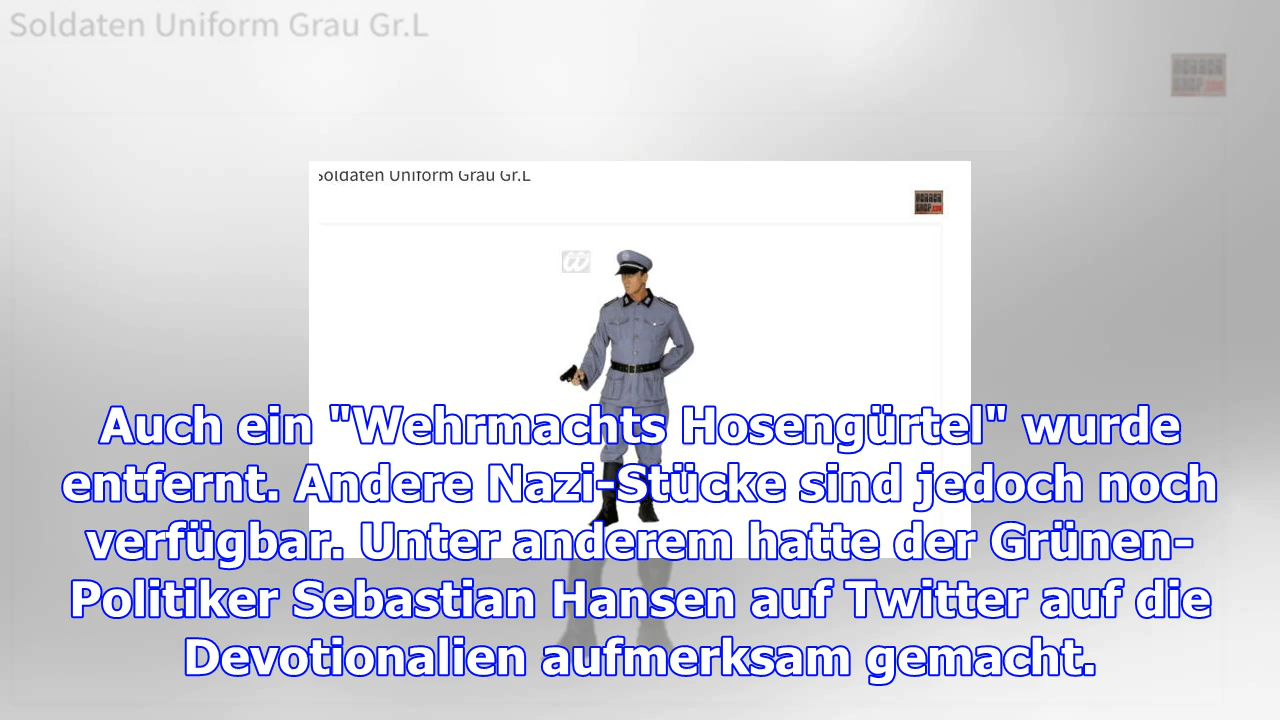 Soldaten Uniform Grau Gr.L
Soldaten Uniform Grau Gr.L
Auch ein "Wehrmachts Hosengürtel" wurde
entfernt. Andere Nazi-Stücke sind jedoch noch
verfügbar. Unter anderem hatte der Grünen-
Politiker Sebastian Hansen auf Twitter auf die
Devotionalien aufmerksam gemacht.